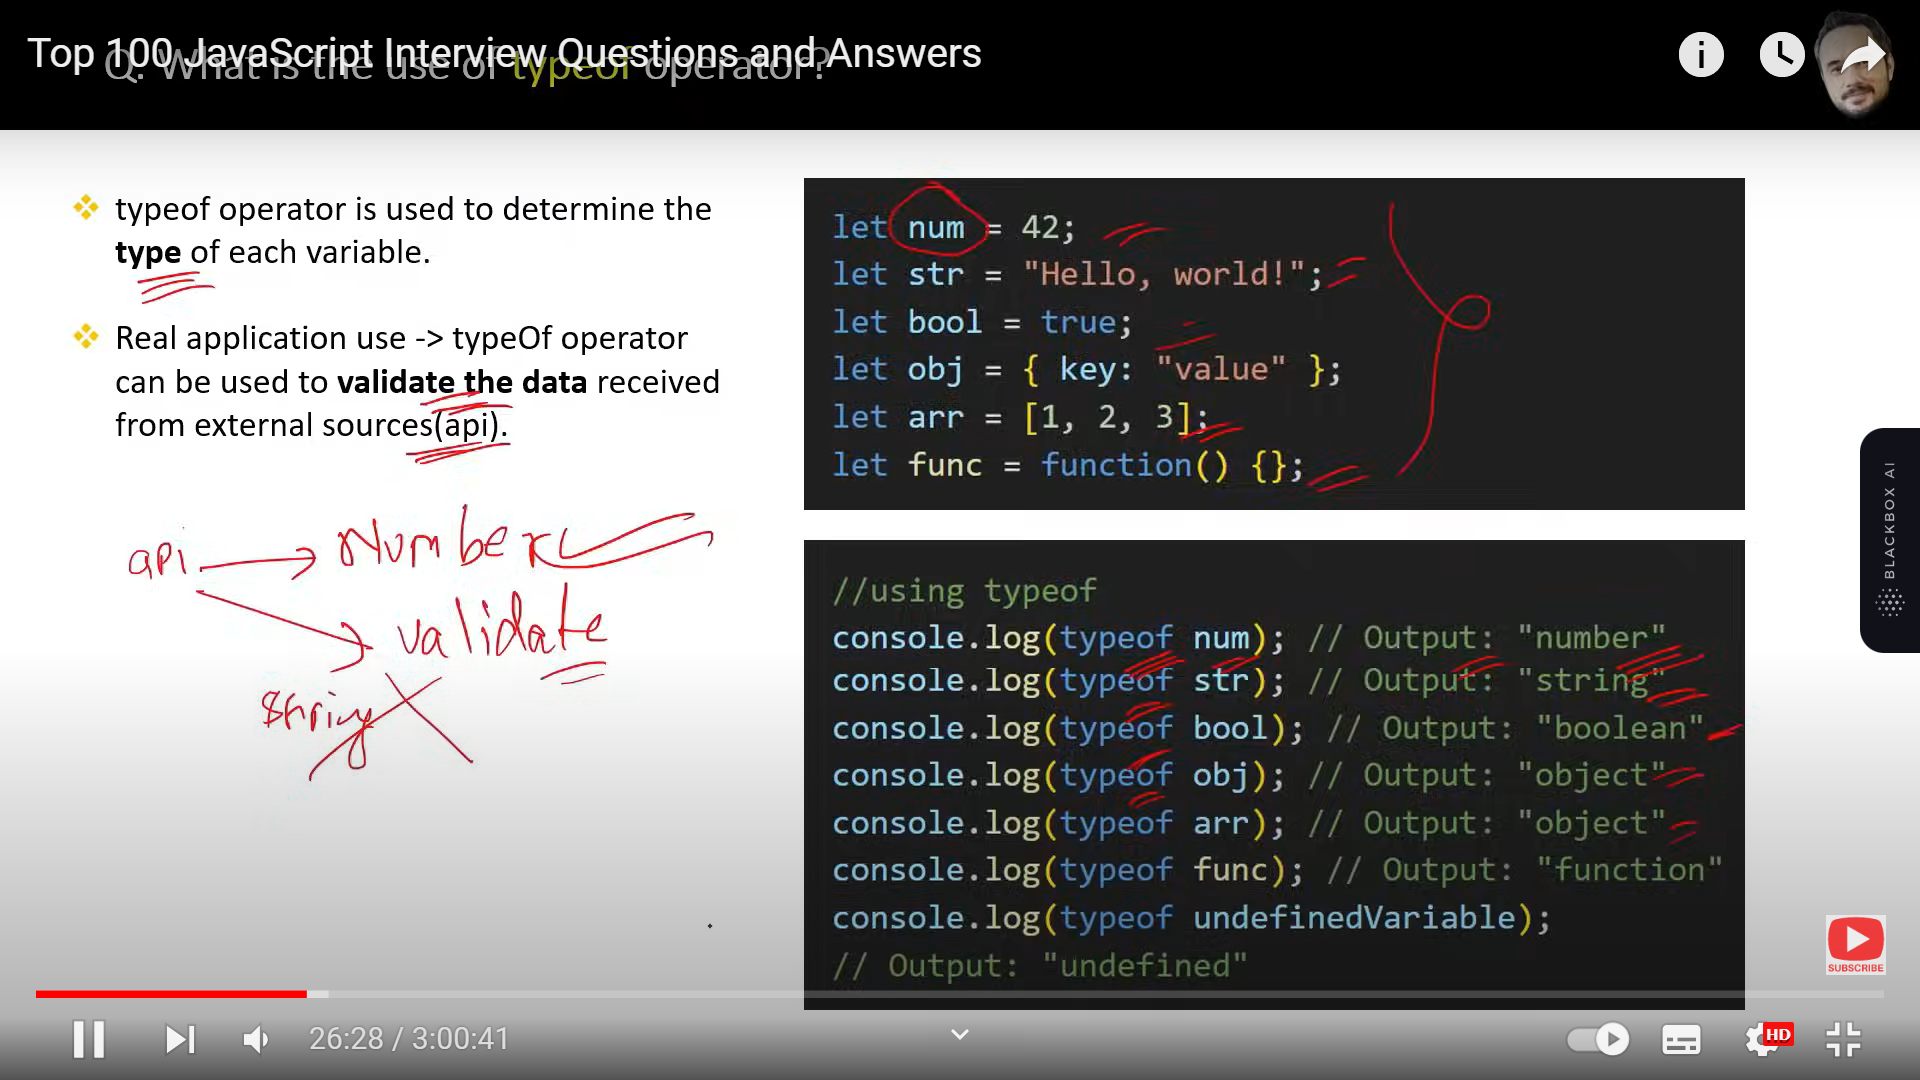 Top 100 JavaScript Interview Questions and Answers
Q. What is the use of typeof operator?
typeof operator is used to determine the
type of each variable.
Real application use -> typeOf operator
can be used to validate the data received
from external sources(api).
api
Number
validate
string
let num = 42;
let str = "Hello, world!";
let bool = true;
let obj = { key: "value" };
let arr = [1, 2, 3];
let func = function() {};
//using typeof
console.log(typeof num); // Output: "number"
console.log(typeof str); // Output: "string"
console.log(typeof bool); // Output: "boolean"
console.log(typeof obj); // Output: "object"
console.log(typeof arr); // Output: "object"
console.log(typeof func); // Output: "function"
console.log(typeof undefinedVariable);
// Output: "undefined"
BLACKBOX AI
SUBSCRIBE
26:28 / 3:00:41
HD